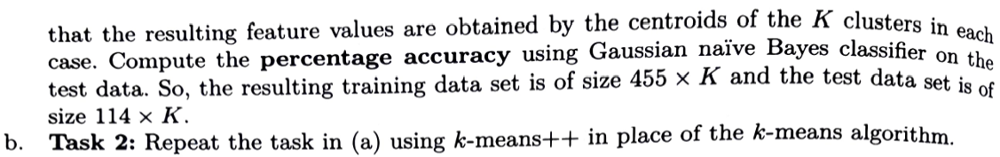 that the resulting feature values are obtained by the centroids of the K clusters in each
case. Compute the percentage accuracy using Gaussian naïve Bayes classifier on the
test data. So, the resulting training data set is of size 455 × K and the test data set is of
size 114 × K.
b. Task 2: Repeat the task in (a) using k-means++ in place of the k-means algorithm.